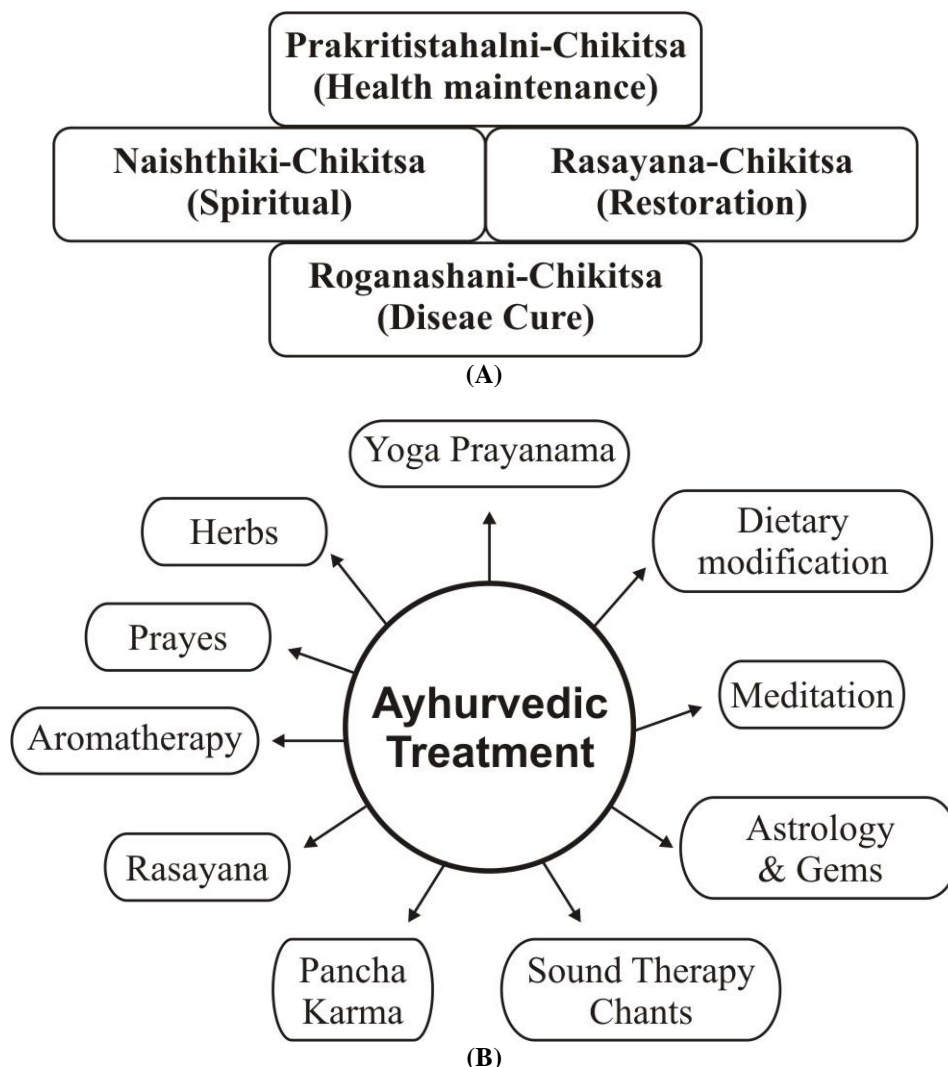 Prakritistahalni-Chikitsa
(Health maintenance)
Naishthiki-Chikitsa
(Spiritual)
Rasayana-Chikitsa
(Restoration)
Roganashani-Chikitsa
(Diseae Cure)
(A)
Yoga Prayanama
Herbs
Dietary
modification
Prayes
Meditation
Aromatherapy
Ayhurvedic
Treatment
Astrology
& Gems
Rasayana
Pancha
Karma
Sound Therapy
Chants
(B)